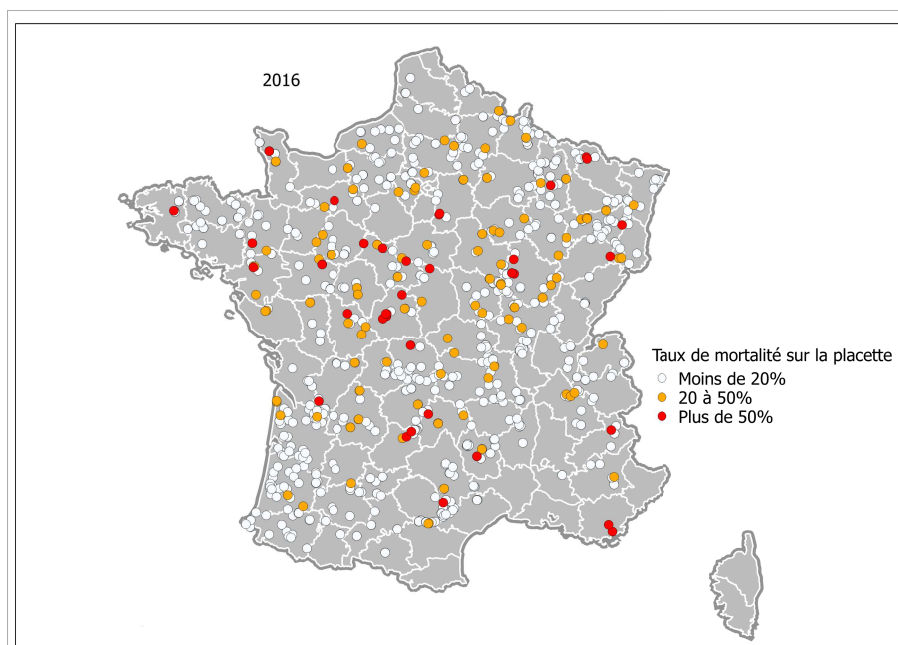 2016
Taux de mortalité sur la placette
Moins de 20%
20 à 50%
Plus de 50%